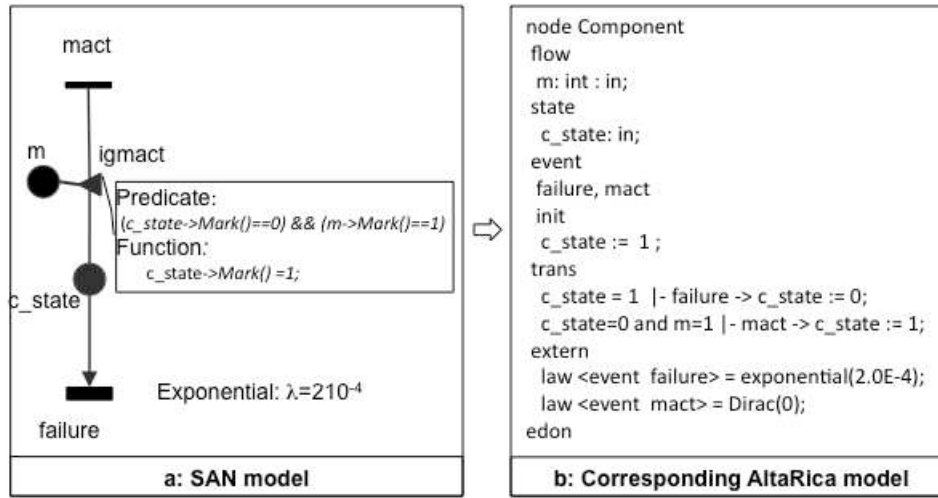 mact
m
igmact
Predicate:
(c_state->Mark()==0) && (m->Mark()==1)
Function:
c_state->Mark() =1;
c_state
Exponential: λ=210-4
failure
a: SAN model
node Component
flow
m: int : in;
state
c_state: in;
event
failure, mact
init
c_state := 1 ;
trans
c_state = 1 |- failure -> c_state := 0;
c_state=0 and m=1 |- mact -> c_state := 1;
extern
law <event failure> = exponential(2.0E-4);
law <event mact> = Dirac(0);
edon
b: Corresponding AltaRica model